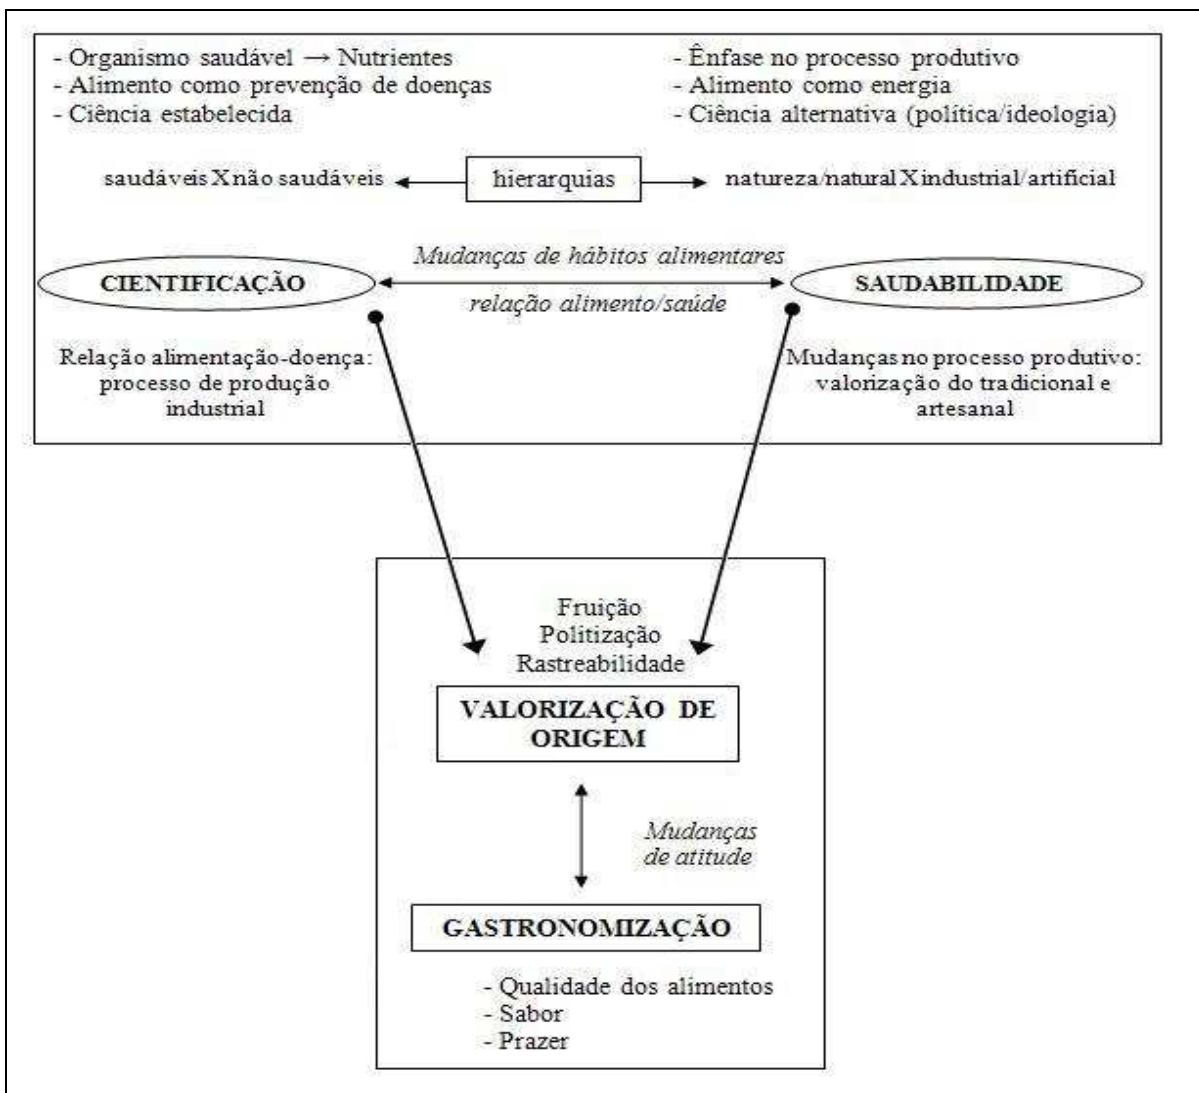 - Organismo saudável → Nutrientes
- Alimento como prevenção de doenças
- Ciência estabelecida
- Ênfase no processo produtivo
- Alimento como energia
- Ciência alternativa (política/ideologia)
saudáveis X não saudáveis
hierarquias
natureza/natural X industrial/artificial
Mudanças de hábitos alimentares
CIENTIFICAÇÃO
SAUDABILIDADE
relação alimento/saúde
Relação alimentação-doença:
processo de produção
industrial
Mudanças no processo produtivo:
valorização do tradicional e
artesanal
Fruição
Politização
Rastreabilidade
VALORIZAÇÃO DE
ORIGEM
Mudanças
de atitude
GASTRONOMIZAÇÃO
- Qualidade dos alimentos
- Sabor
- Prazer